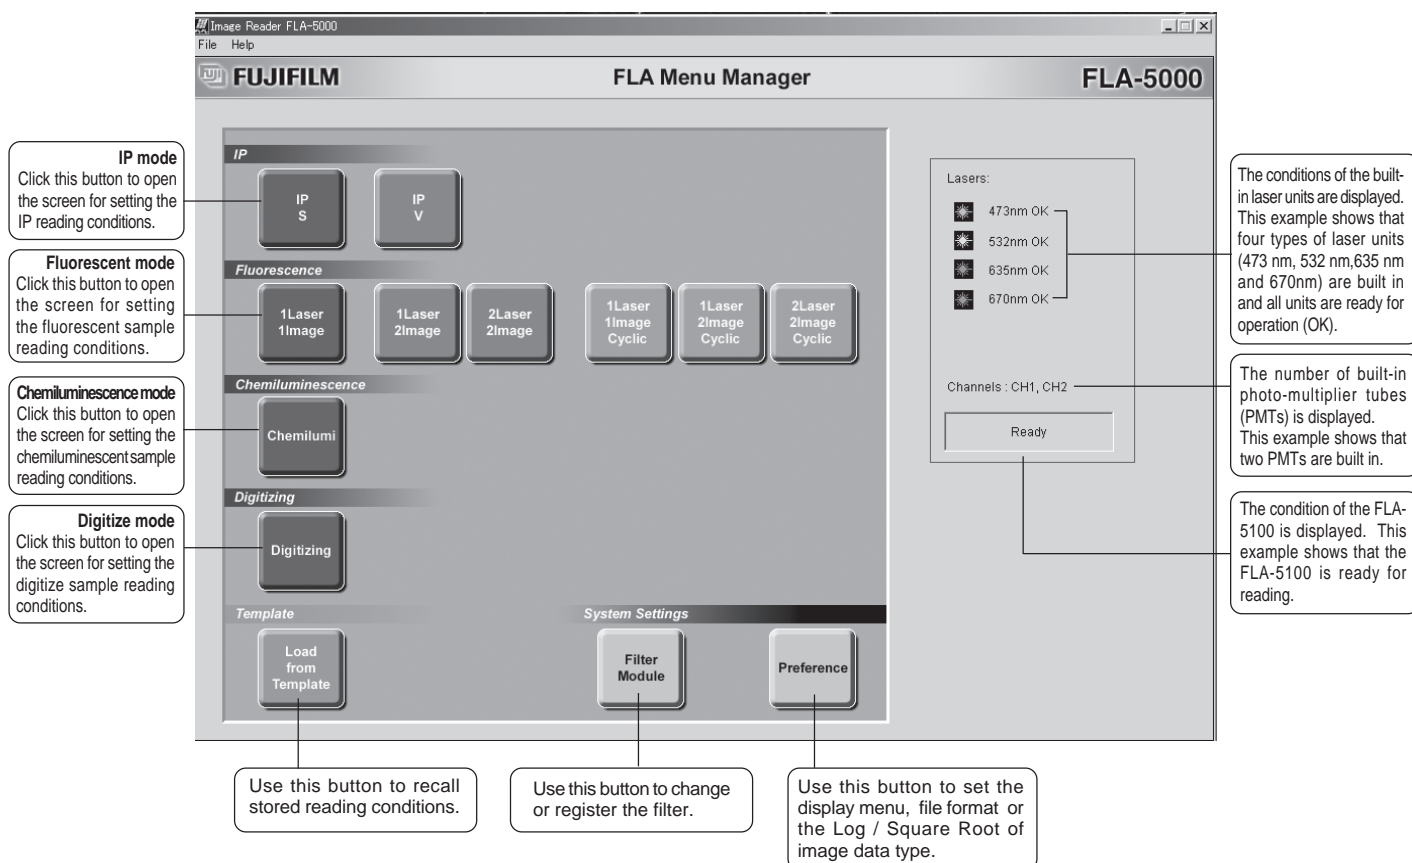 Image Reader FLA-5000
File Help
FUJIFILM
FLA Menu Manager
FLA-5000
IP mode
Click this button to open
the screen for setting the
IP reading conditions.
Fluorescent mode
Click this button to open
the screen for setting
the fluorescent sample
reading conditions.
Chemiluminescence mode
Click this button to open
the screen for setting the
chemiluminescent sample
reading conditions.
Digitize mode
Click this button to open
the screen for setting the
digitize sample reading
conditions.
IP
IP
S
IP
V
Fluorescence
1Laser
1Image
1Laser
2Image
2Laser
2Image
1Laser
1Image
Cyclic
1Laser
2Image
Cyclic
2Laser
2Image
Cyclic
Chemiluminescence
Chemilumi
Digitizing
Digitizing
Template
Load
from
Template
System Settings
Filter
Module
Preference
Lasers:
473nm OK
532nm OK
635nm OK
670nm OK
Channels : CH1, CH2
Ready
The conditions of the built-
in laser units are displayed.
This example shows that
four types of laser units
(473 nm, 532 nm,635 nm
and 670nm) are built in
and all units are ready for
operation (OK).
The number of built-in
photo-multiplier tubes
(PMTs) is displayed.
This example shows that
two PMTs are built in.
The condition of the FLA-
5100 is displayed. This
example shows that the
FLA-5100 is ready for
reading.
Use this button to recall
stored reading conditions.
Use this button to change
or register the filter.
Use this button to set the
display menu, file format or
the Log / Square Root of
image data type.